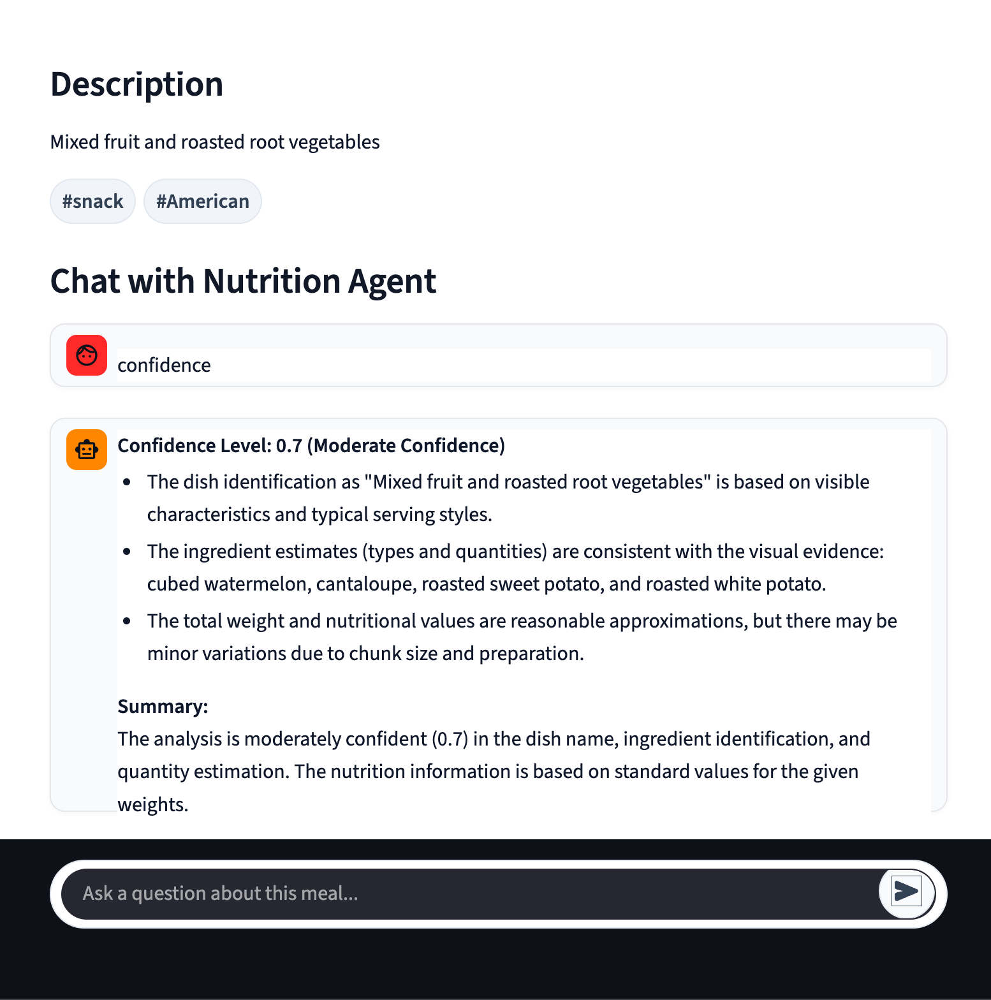 Description
Mixed fruit and roasted root vegetables
#snack #American
Chat with Nutrition Agent
confidence
Confidence Level: 0.7 (Moderate Confidence)
• The dish identification as "Mixed fruit and roasted root vegetables" is based on visible
characteristics and typical serving styles.
• The ingredient estimates (types and quantities) are consistent with the visual evidence:
cubed watermelon, cantaloupe, roasted sweet potato, and roasted white potato.
• The total weight and nutritional values are reasonable approximations, but there may be
minor variations due to chunk size and preparation.
Summary:
The analysis is moderately confident (0.7) in the dish name, ingredient identification, and
quantity estimation. The nutrition information is based on standard values for the given
weights.
Ask a question about this meal...